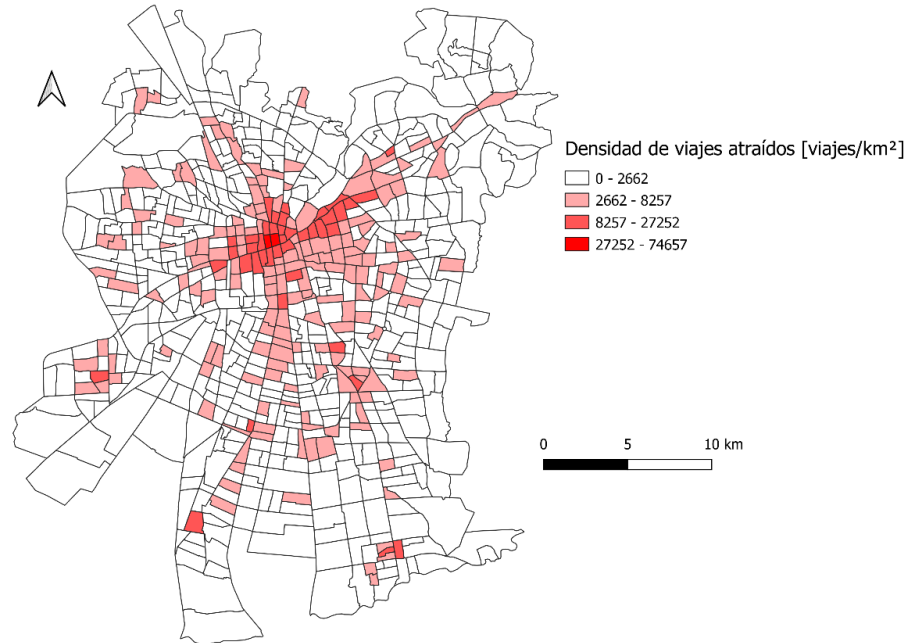 Densidad de viajes atraídos [viajes/km²]
0 - 2662
2662 - 8257
8257 - 27252
27252 - 74657
0 5 10 km